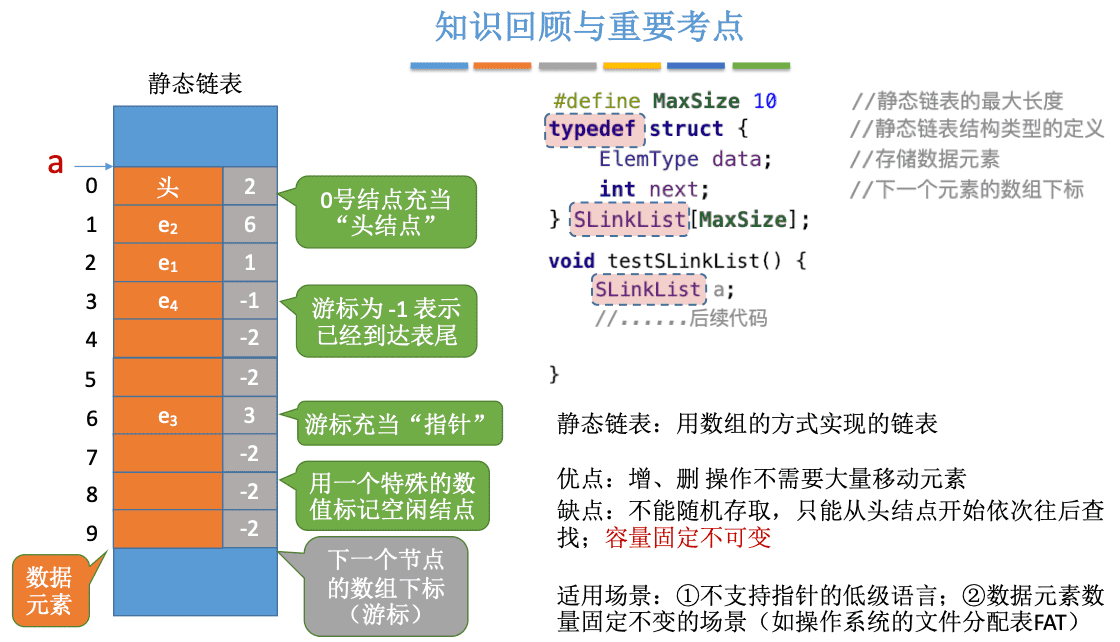 知识回顾与重要考点
静态链表
a
0 头 2
1 e₂ 6
2 e₁ 1
3 e₄ -1
4 -2
5 -2
6 e₃ 3
7 -2
8 -2
9 -2
0号结点充当
“头结点”
游标为 -1 表示
已经到达表尾
游标充当“指针”
用一个特殊的数
值标记空闲结点
下一个节点
的数组下标
（游标）
数据
元素
#define MaxSize 10 //静态链表的最大长度
typedef struct { //静态链表结构类型的定义
ElemType data; //存储数据元素
int next; //下一个元素的数组下标
} SLinkList[MaxSize];
void testSLinkList() {
SLinkList a;
//......后续代码
}
静态链表：用数组的方式实现的链表
优点：增、删 操作不需要大量移动元素
缺点：不能随机存取，只能从头结点开始依次往后查
找；容量固定不可变
适用场景：①不支持指针的低级语言；②数据元素数
量固定不变的场景（如操作系统的文件分配表FAT）